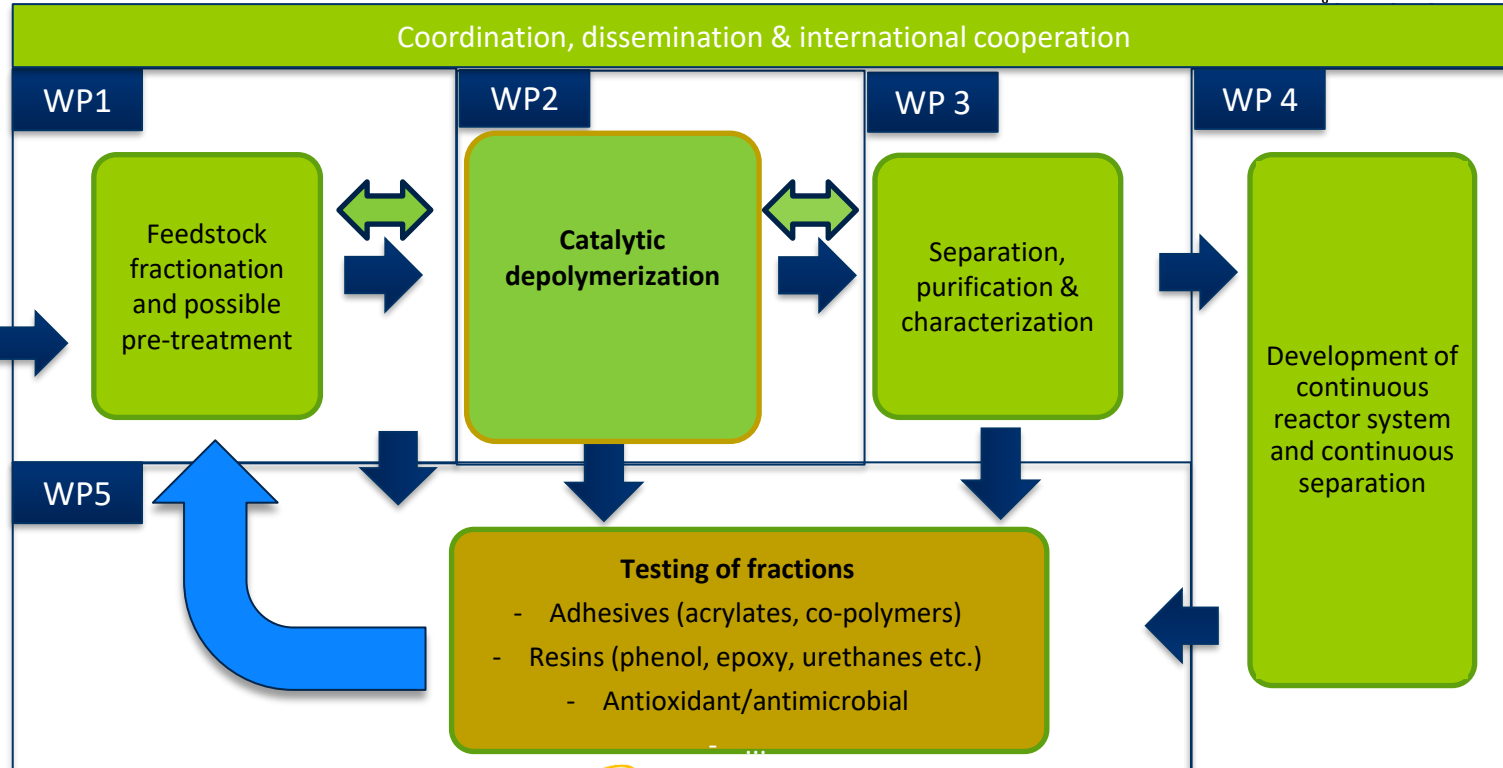 Coordination, dissemination & international cooperation
WP1
WP2
WP 3
WP 4
Feedstock
fractionation
and possible
pre-treatment
Catalytic
depolymerization
Separation,
purification &
characterization
Development of
continuous
reactor system
and continuous
separation
WP5
Testing of fractions
- Adhesives (acrylates, co-polymers)
- Resins (phenol, epoxy, urethanes etc.)
- Antioxidant/antimicrobial
- ...